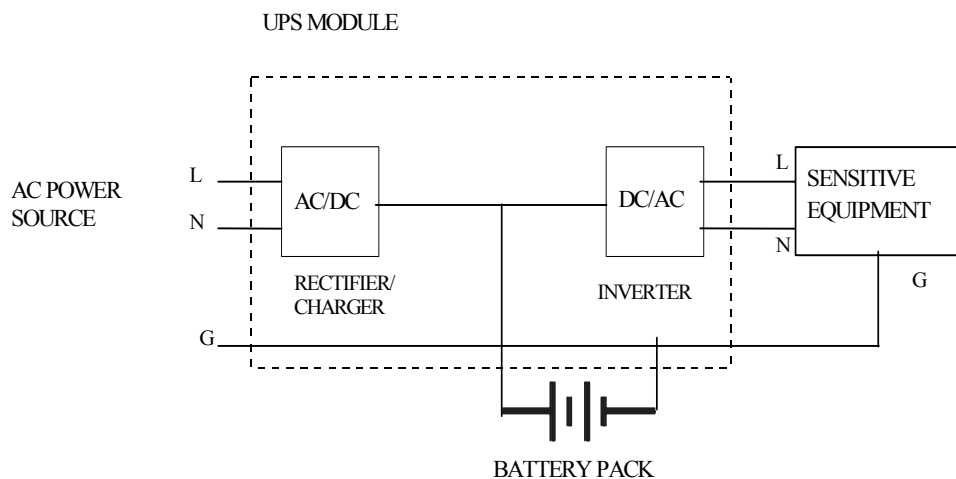 UPS MODULE
AC POWER
SOURCE
L
N
AC/DC
RECTIFIER/
CHARGER
DC/AC
INVERTER
L
N
SENSITIVE
EQUIPMENT
G
G
BATTERY PACK